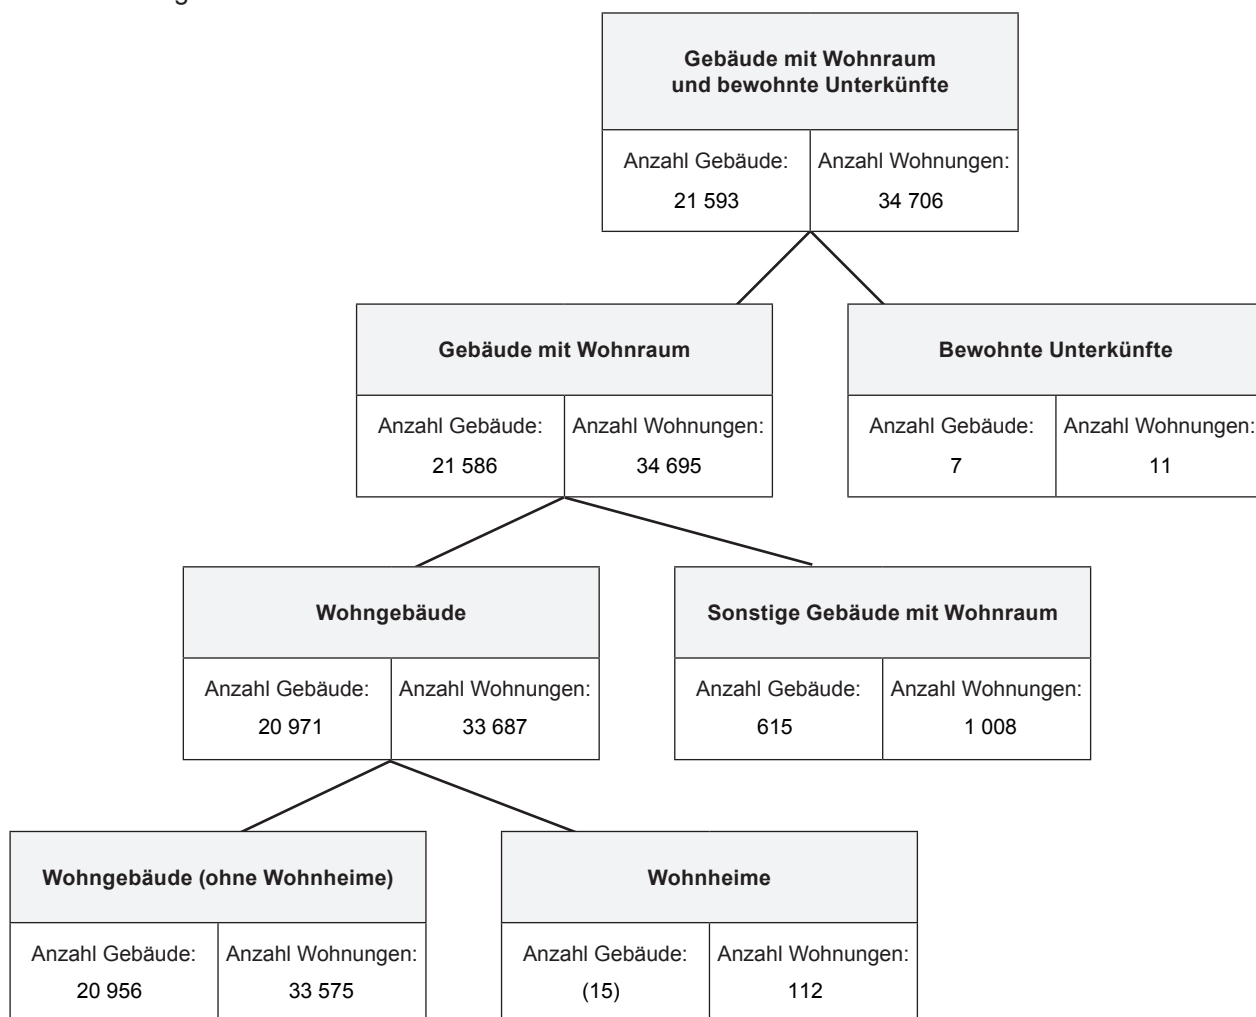 Gebäude mit Wohnraum
und bewohnte Unterkünfte
Anzahl Gebäude: Anzahl Wohnungen:
21 593 34 706
Gebäude mit Wohnraum
Anzahl Gebäude: Anzahl Wohnungen:
21 586 34 695
Bewohnte Unterkünfte
Anzahl Gebäude: Anzahl Wohnungen:
7 11
Wohngebäude
Anzahl Gebäude: Anzahl Wohnungen:
20 971 33 687
Sonstige Gebäude mit Wohnraum
Anzahl Gebäude: Anzahl Wohnungen:
615 1 008
Wohngebäude (ohne Wohnheime)
Anzahl Gebäude: Anzahl Wohnungen:
20 956 33 575
Wohnheime
Anzahl Gebäude: Anzahl Wohnungen:
(15) 112